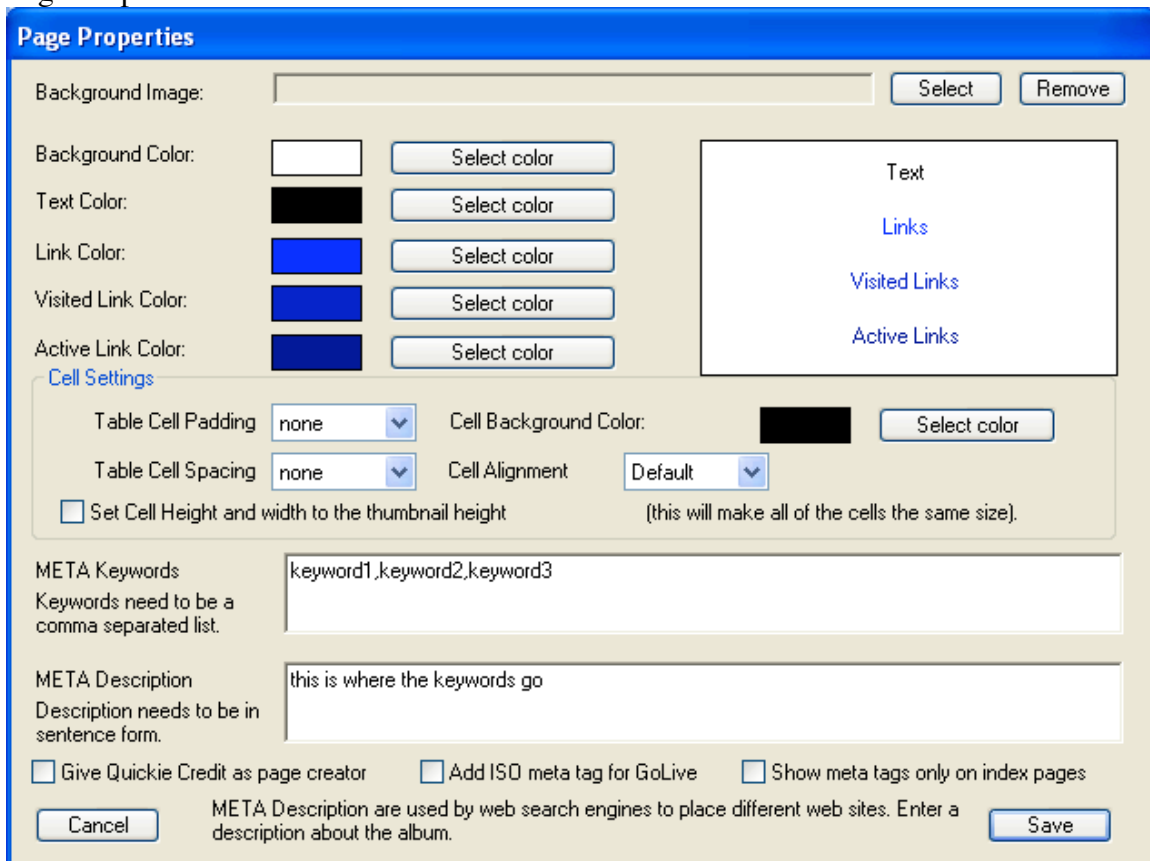 Page Properties
Background Image:
Select
Remove
Background Color:
Select color
Text Color:
Select color
Link Color:
Select color
Visited Link Color:
Select color
Active Link Color:
Select color
Text
Links
Visited Links
Active Links
Cell Settings
Table Cell Padding
none
Cell Background Color:
Select color
Table Cell Spacing
none
Cell Alignment
Default
Set Cell Height and width to the thumbnail height
(this will make all of the cells the same size).
META Keywords
Keywords need to be a
comma separated list.
keyword1,keyword2,keyword3
META Description
Description needs to be in
sentence form.
this is where the keywords go
Give Quickie Credit as page creator
Add ISO meta tag for GoLive
Show meta tags only on index pages
Cancel
META Description are used by web search engines to place different web sites. Enter a
description about the album.
Save